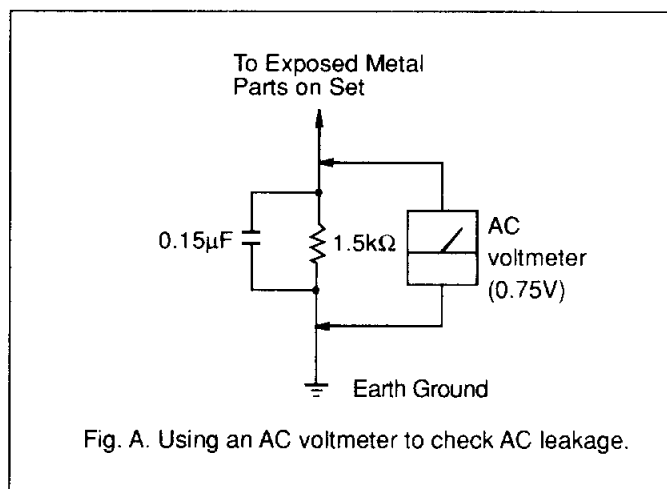 To Exposed Metal
Parts on Set
0.15µF
1.5kΩ
AC
voltmeter
(0.75V)
Earth Ground
Fig. A. Using an AC voltmeter to check AC leakage.